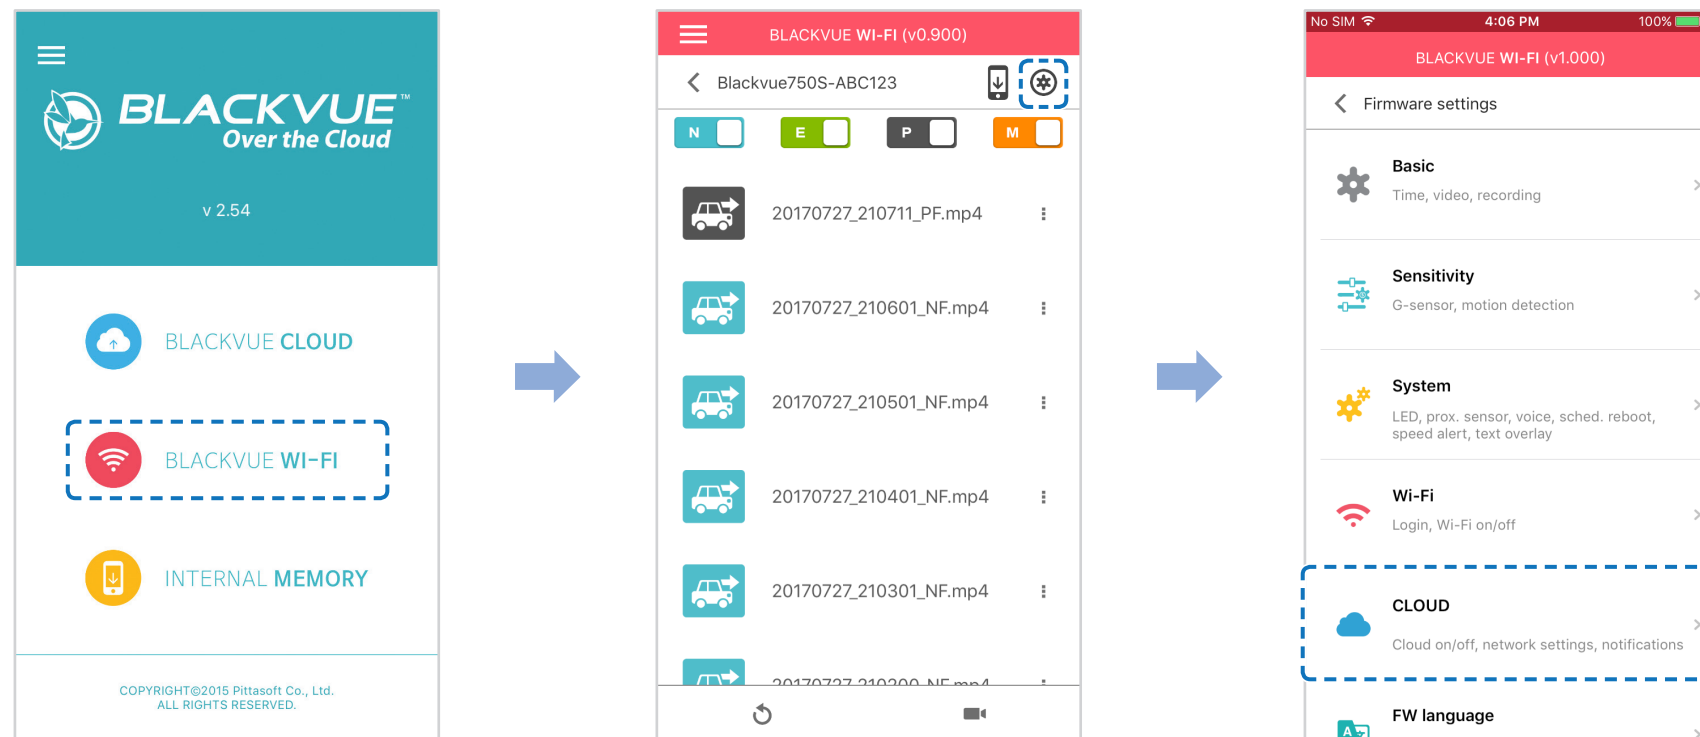 BLACKVUE™
Over the Cloud
v 2.54
BLACKVUE CLOUD
BLACKVUE WI-FI
INTERNAL MEMORY
COPYRIGHT©2015 Pittasoft Co., Ltd.
ALL RIGHTS RESERVED.
BLACKVUE WI-FI (v0.900)
Blackvue750S-ABC123
N E P M
20170727_210711_PF.mp4
20170727_210601_NF.mp4
20170727_210501_NF.mp4
20170727_210401_NF.mp4
20170727_210301_NF.mp4
20170727_210200_NF.mp4
No SIM 4:06 PM 100%
BLACKVUE WI-FI (v1.000)
Firmware settings
Basic
Time, video, recording
Sensitivity
G-sensor, motion detection
System
LED, prox. sensor, voice, sched. reboot,
speed alert, text overlay
Wi-Fi
Login, Wi-Fi on/off
CLOUD
Cloud on/off, network settings, notifications
FW language
A